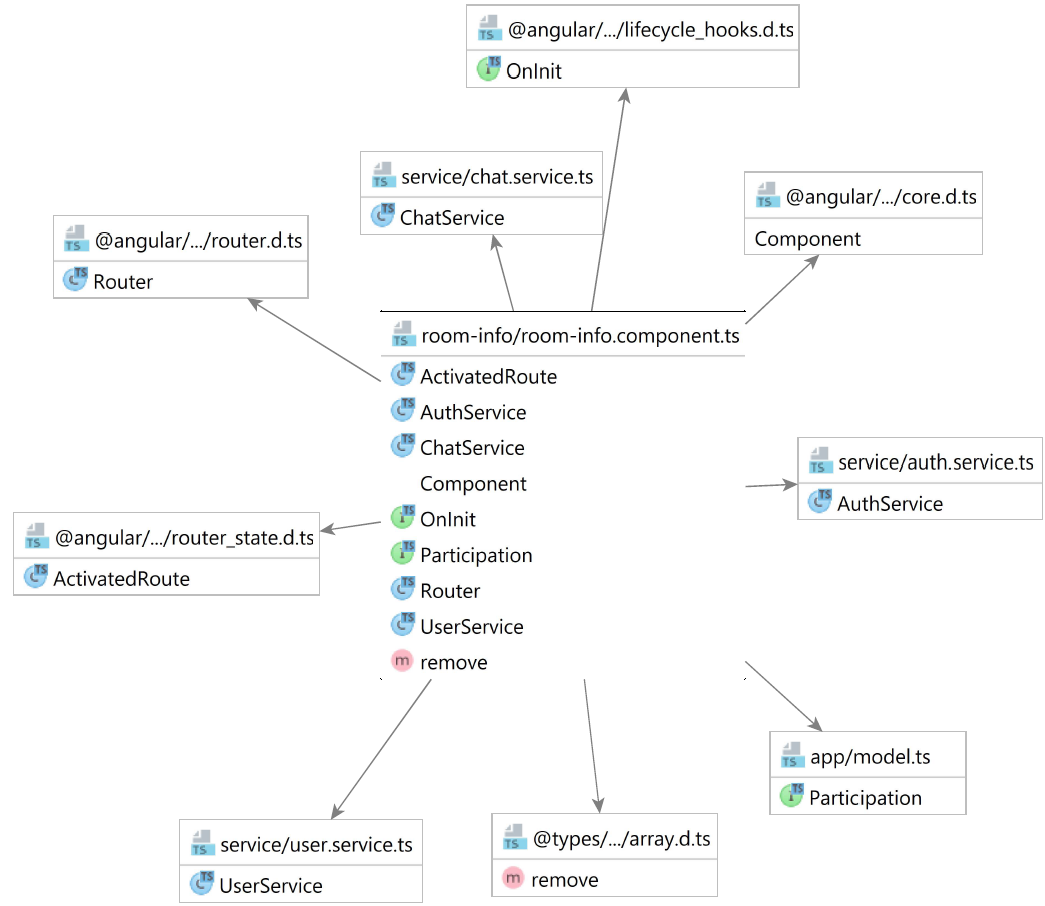 @angular/.../lifecycle_hooks.d.ts
OnInit
service/chat.service.ts
ChatService
@angular/.../core.d.ts
Component
@angular/.../router.d.ts
Router
room-info/room-info.component.ts
ActivatedRoute
AuthService
ChatService
Component
OnInit
Participation
Router
UserService
remove
service/auth.service.ts
AuthService
@angular/.../router_state.d.ts
ActivatedRoute
app/model.ts
Participation
service/user.service.ts
UserService
@types/.../array.d.ts
remove